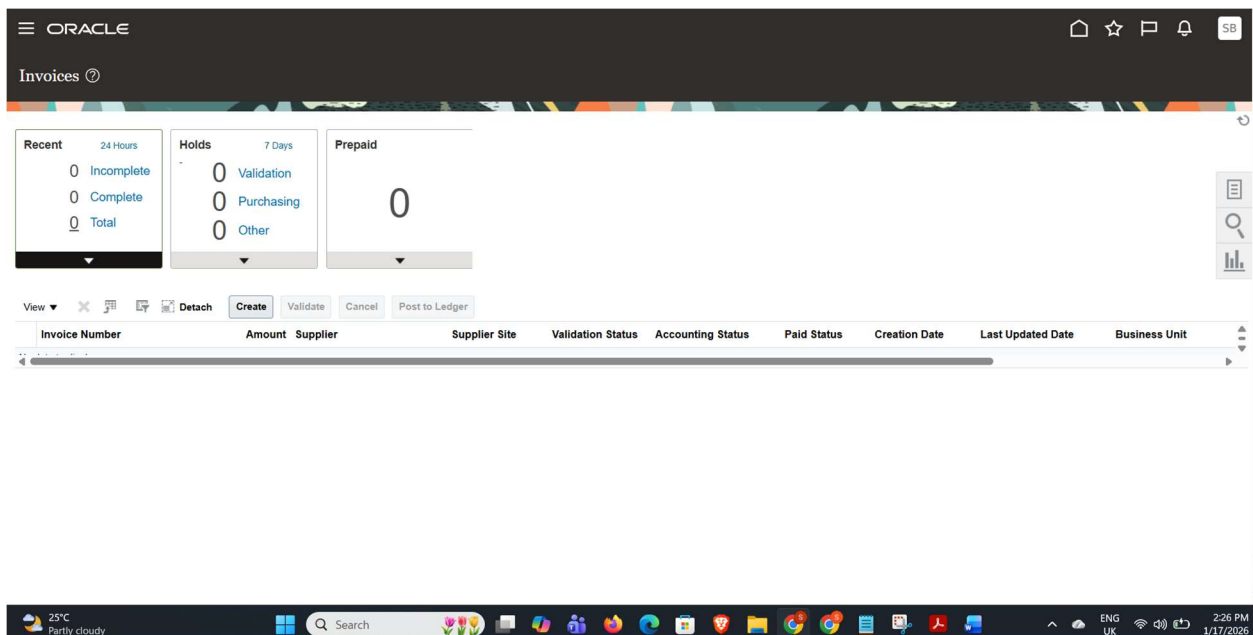 ORACLE
SB
Invoices
Recent 24 Hours
0 Incomplete
0 Complete
0 Total
Holds 7 Days
- 0 Validation
0 Purchasing
0 Other
Prepaid
0
View Detach Create Validate Cancel Post to Ledger
Invoice Number Amount Supplier Supplier Site Validation Status Accounting Status Paid Status Creation Date Last Updated Date Business Unit
25°C
Partly cloudy
Search
ENG
UK
2:26 PM
1/17/2026